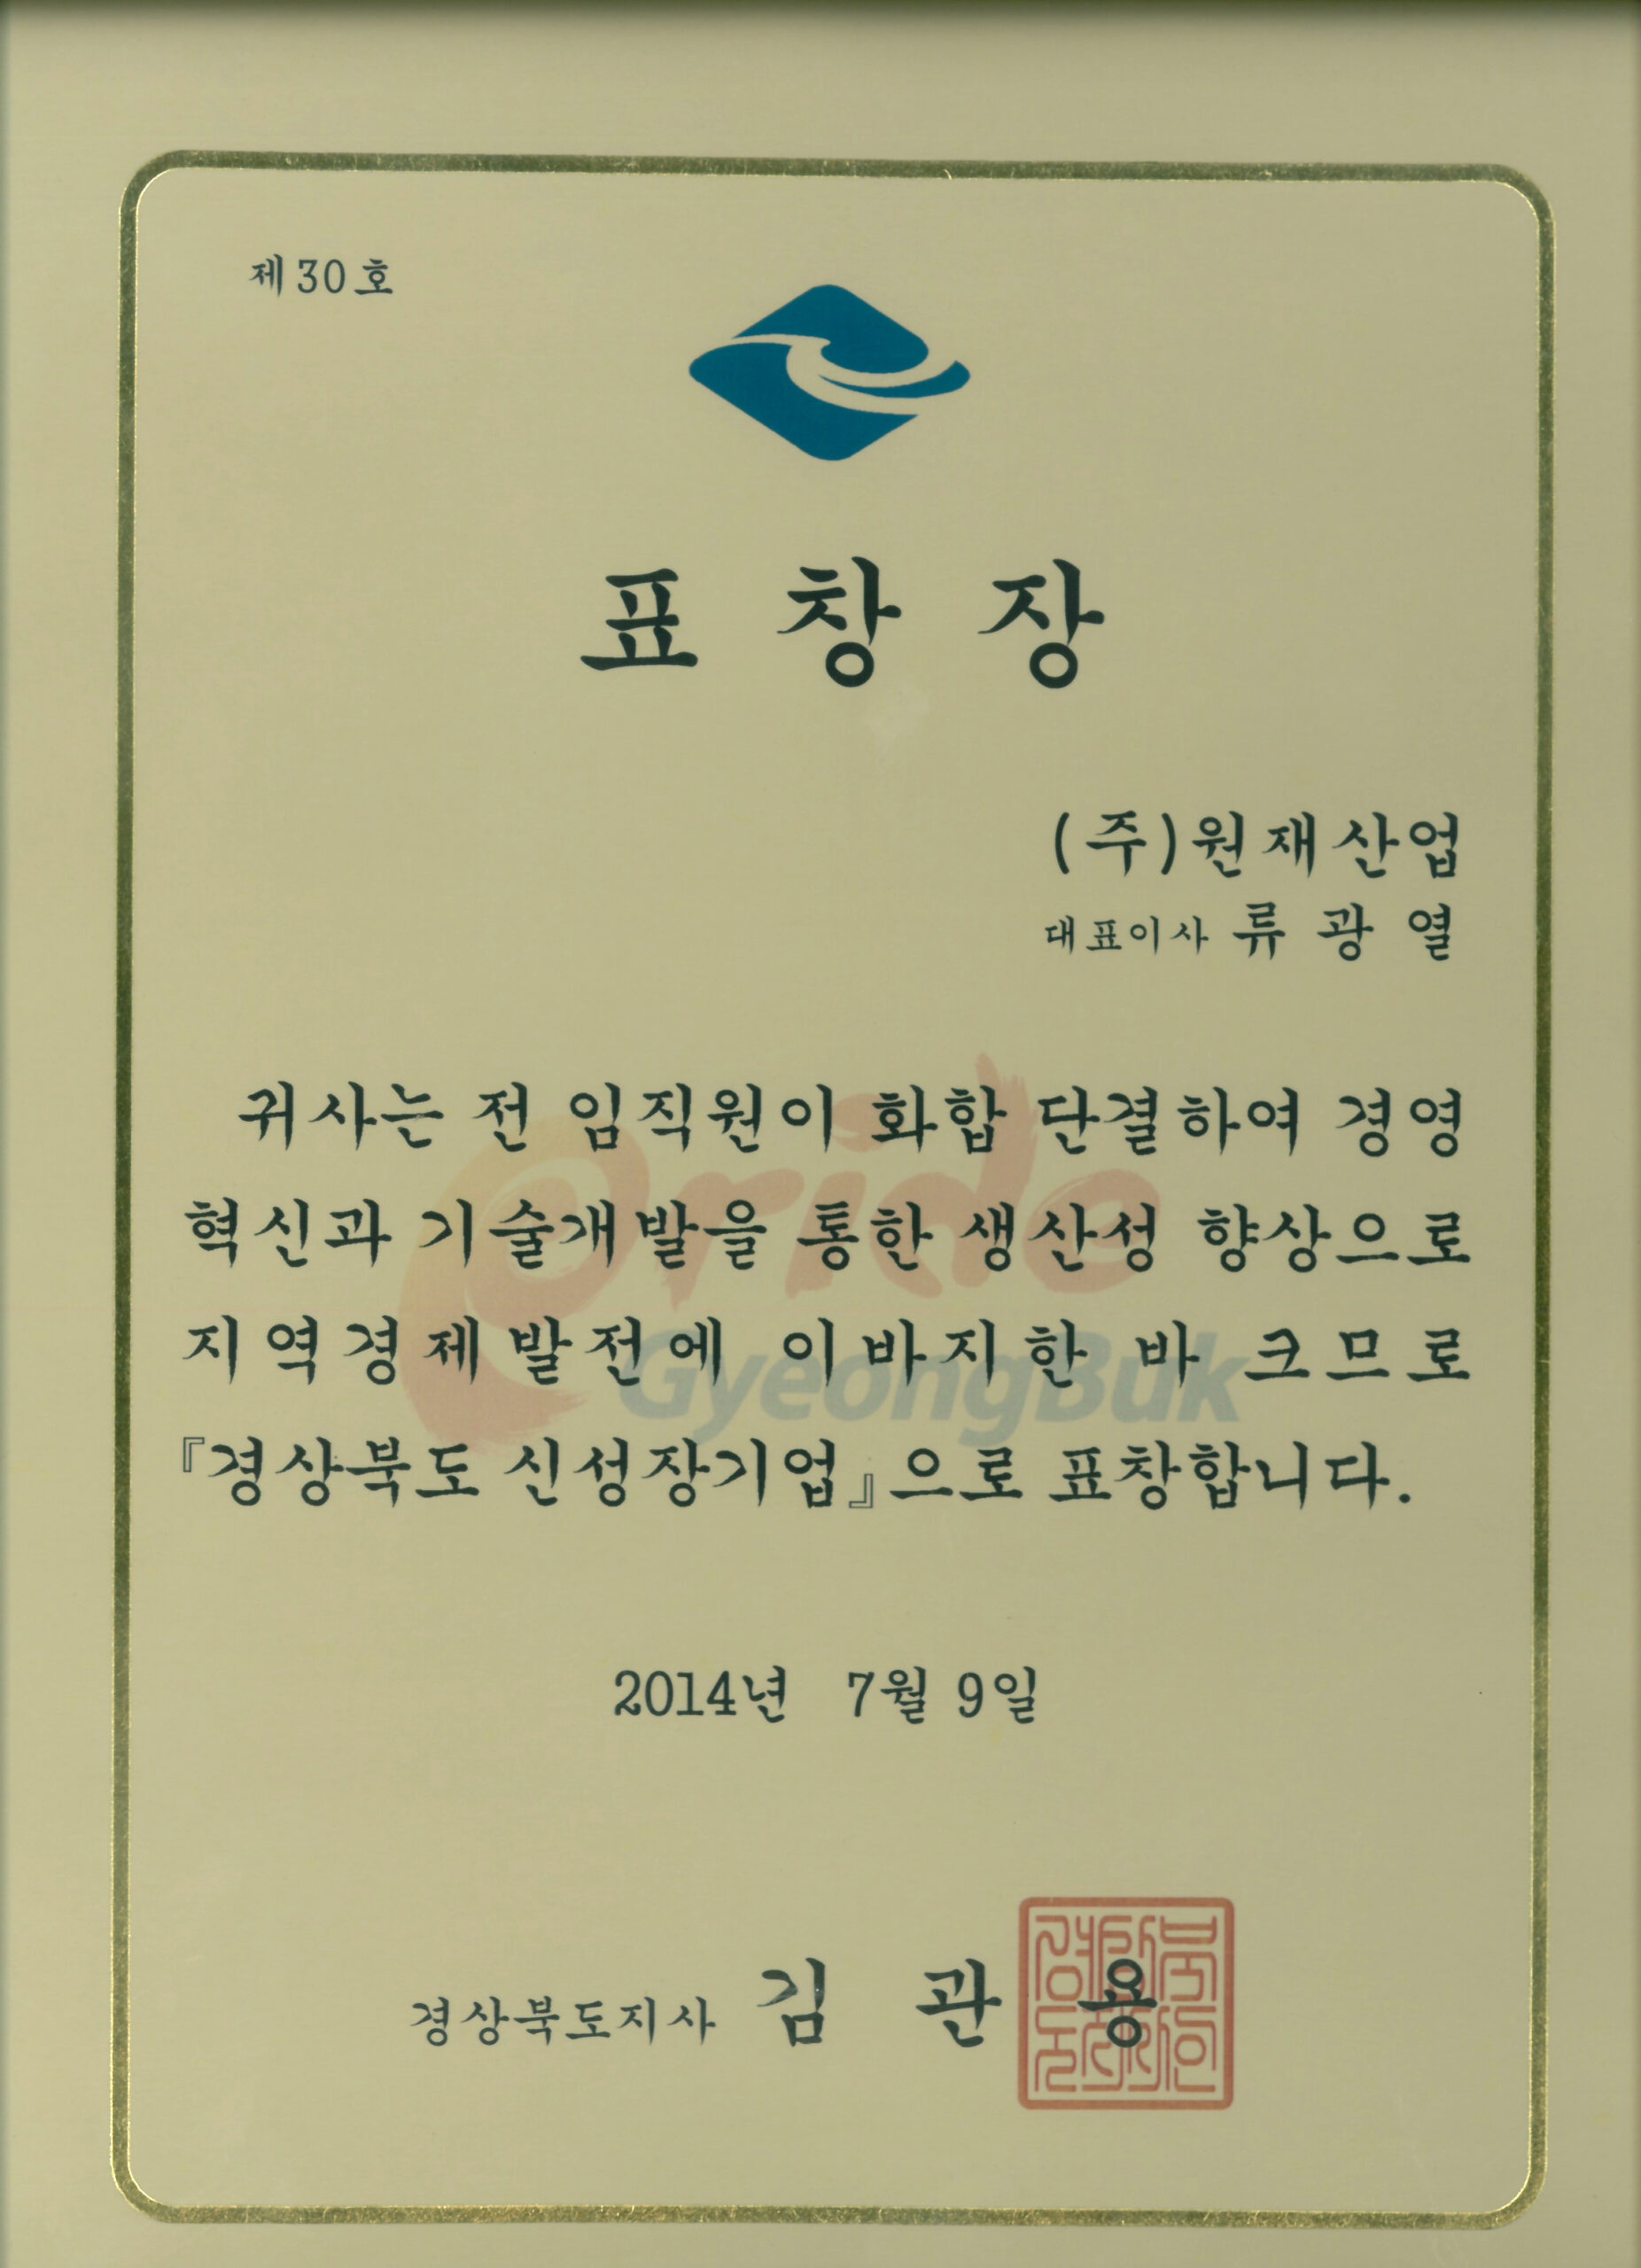 제30호
표 창 장
(주)원재산업
대표이사 류 광 열
귀사는 전 임직원이 화합 단결하여 경영
혁신과 기술개발을 통한 생산성 향상으로
지역경제발전에 이바지한 바 크므로
『경상북도 신성장기업』으로 표창합니다.
Pride
GyeongBuk
2014년 7월 9일
경상북도지사 김 관 용